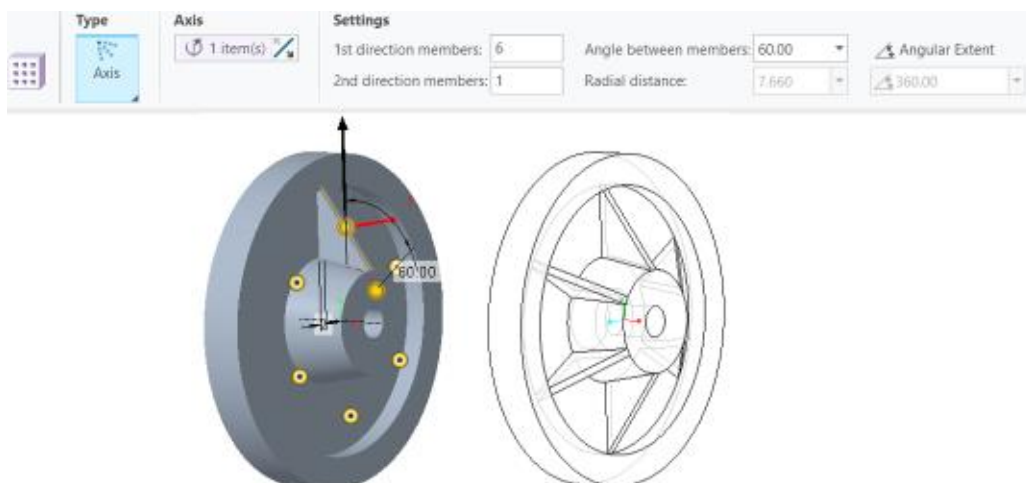 Type Axis Settings
1 item(s) 1st direction members: 6 Angle between members: 60.00 Angular Extent
Axis 2nd direction members: 1 Radial distance: 7.660 360.00
60.00